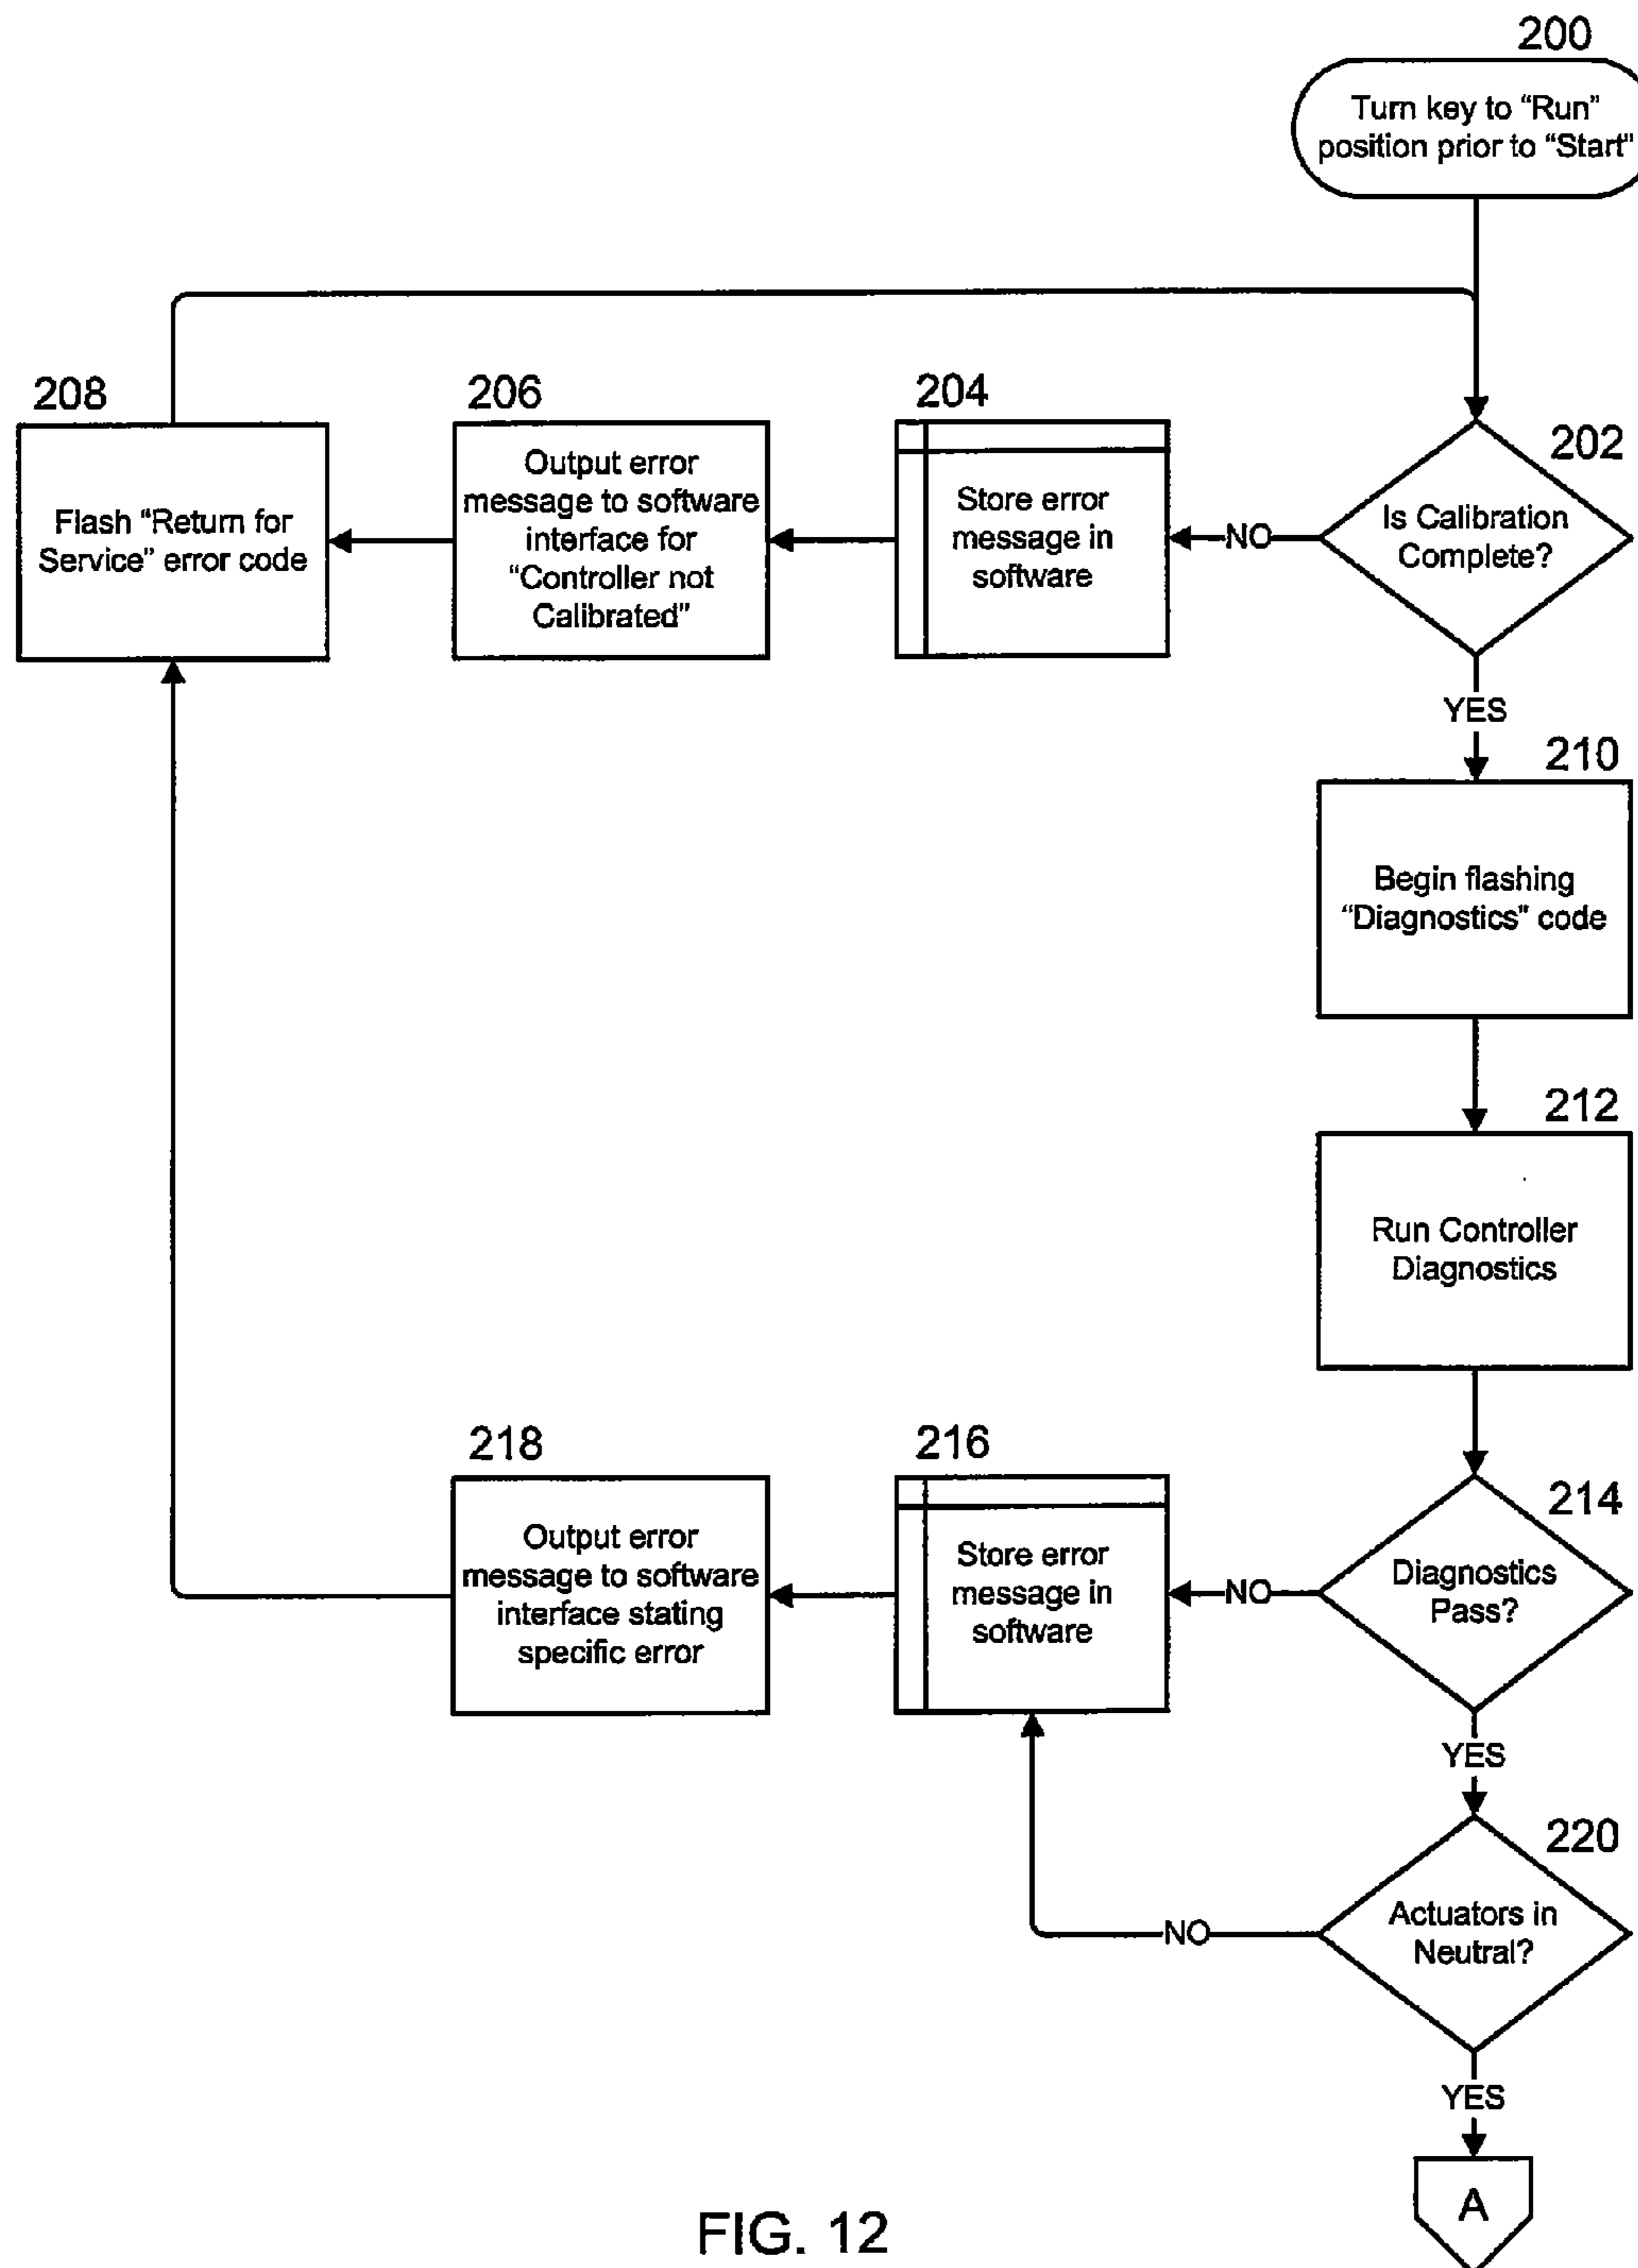 200
Turn key to “Run”
position prior to “Start”
208
206
204
202
Flash “Return for
Service” error code
Output error
message to software
interface for
“Controller not
Calibrated”
Store error
message in
software
NO
Is Calibration
Complete?
YES
210
Begin flashing
“Diagnostics” code
212
Run Controller
Diagnostics
218
216
214
Output error
message to software
interface stating
specific error
Store error
message in
software
NO
Diagnostics
Pass?
YES
220
NO
Actuators in
Neutral?
YES
A
FIG. 12